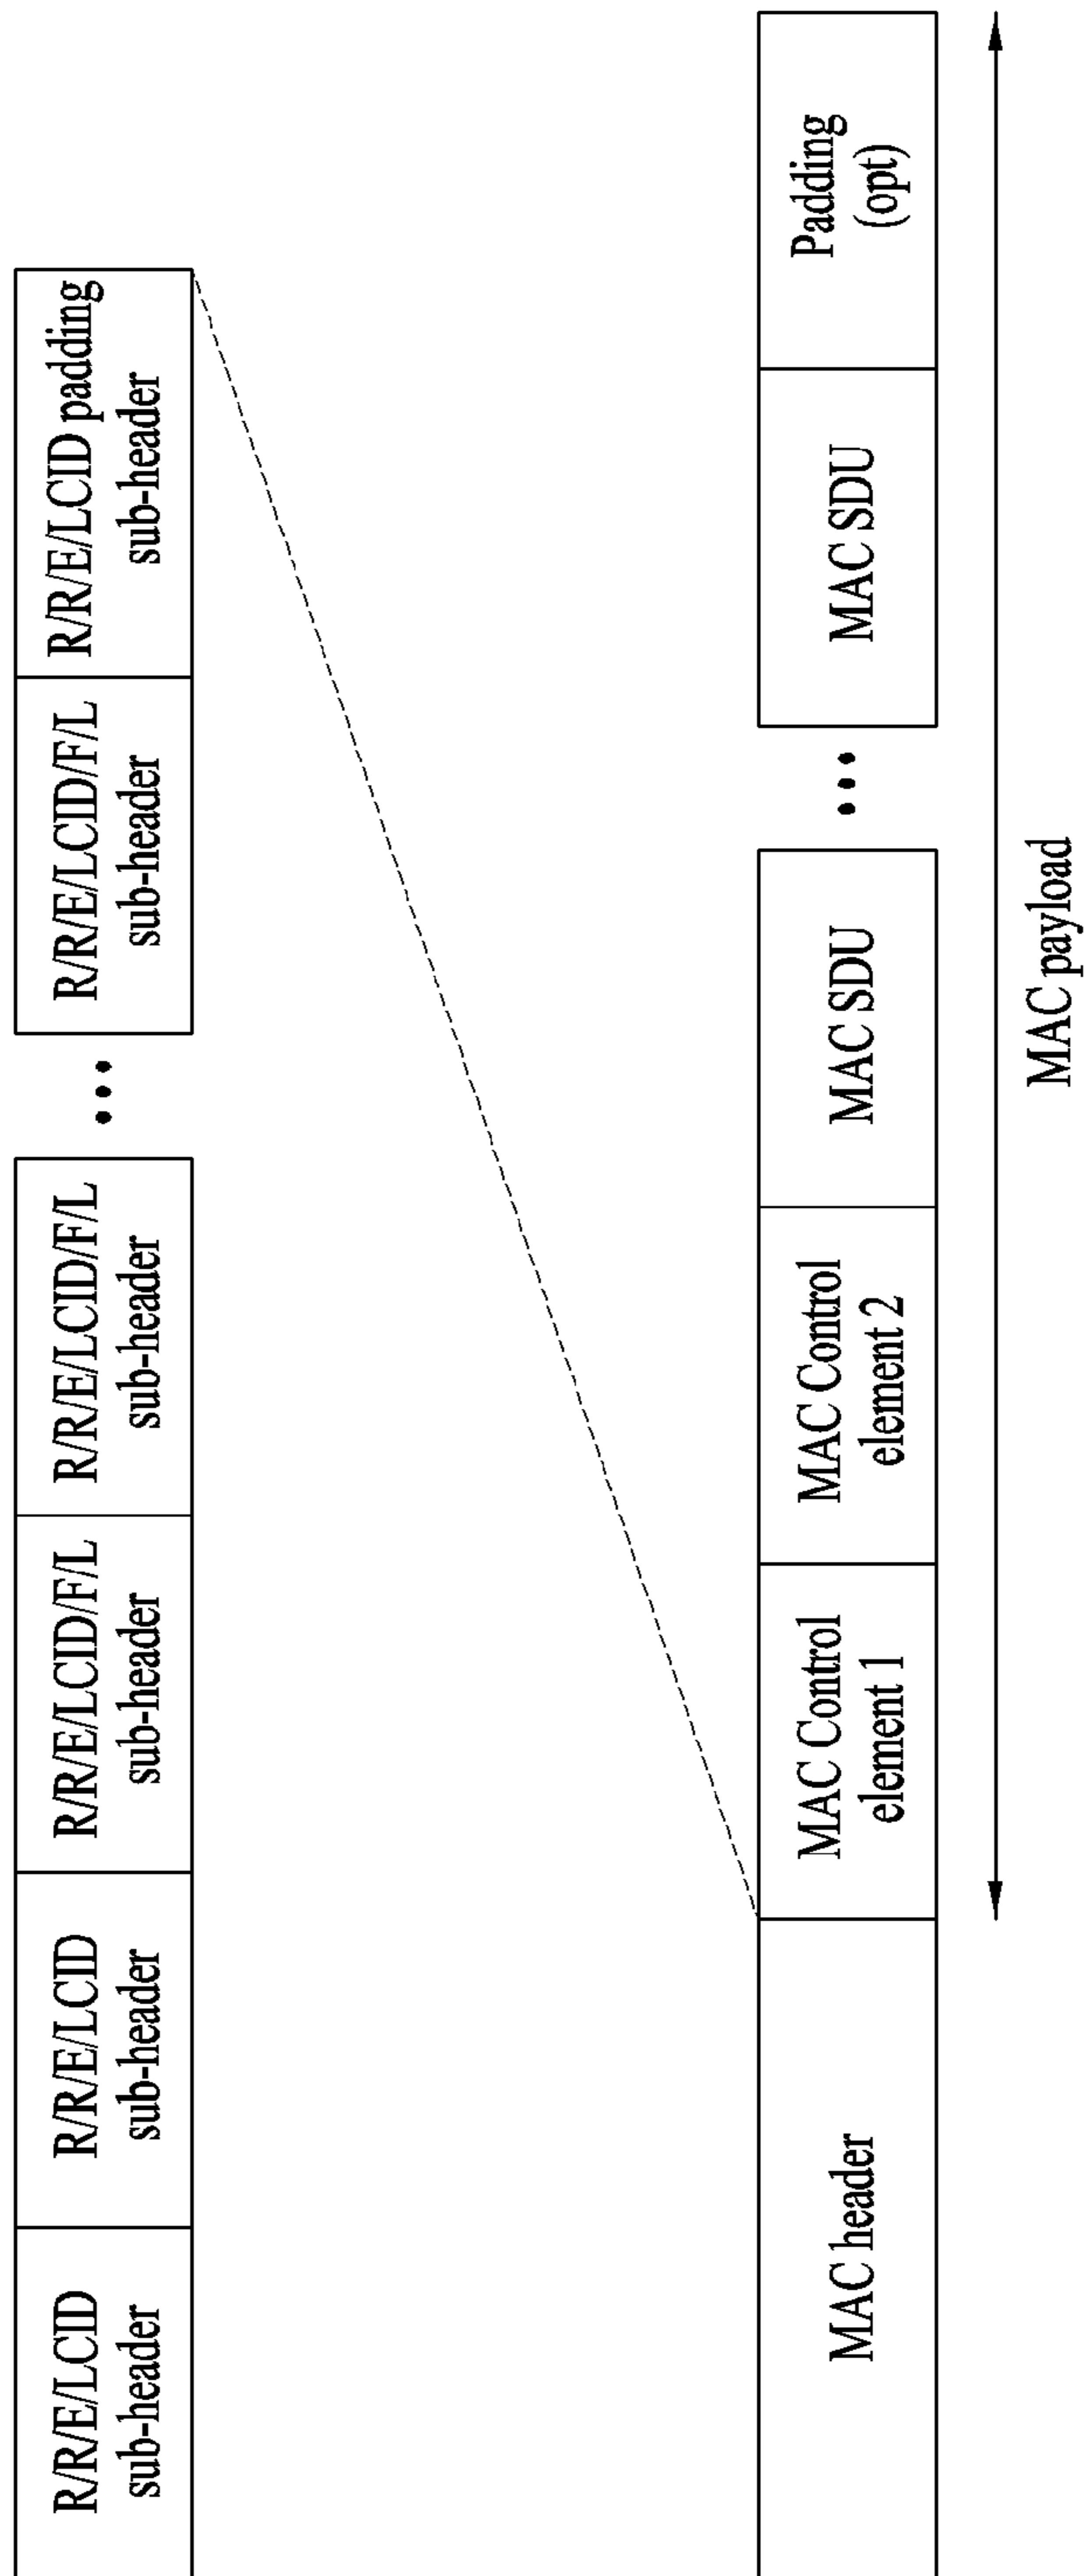 R/R/E/LCID
sub-header
R/R/E/LCID
sub-header
R/R/E/LCID/F/L
sub-header
R/R/E/LCID/F/L
sub-header
...
R/R/E/LCID/F/L
sub-header
R/R/E/LCID padding
sub-header
MAC header
MAC Control
element 1
MAC Control
element 2
MAC SDU
...
MAC SDU
Padding
(opt)
MAC payload